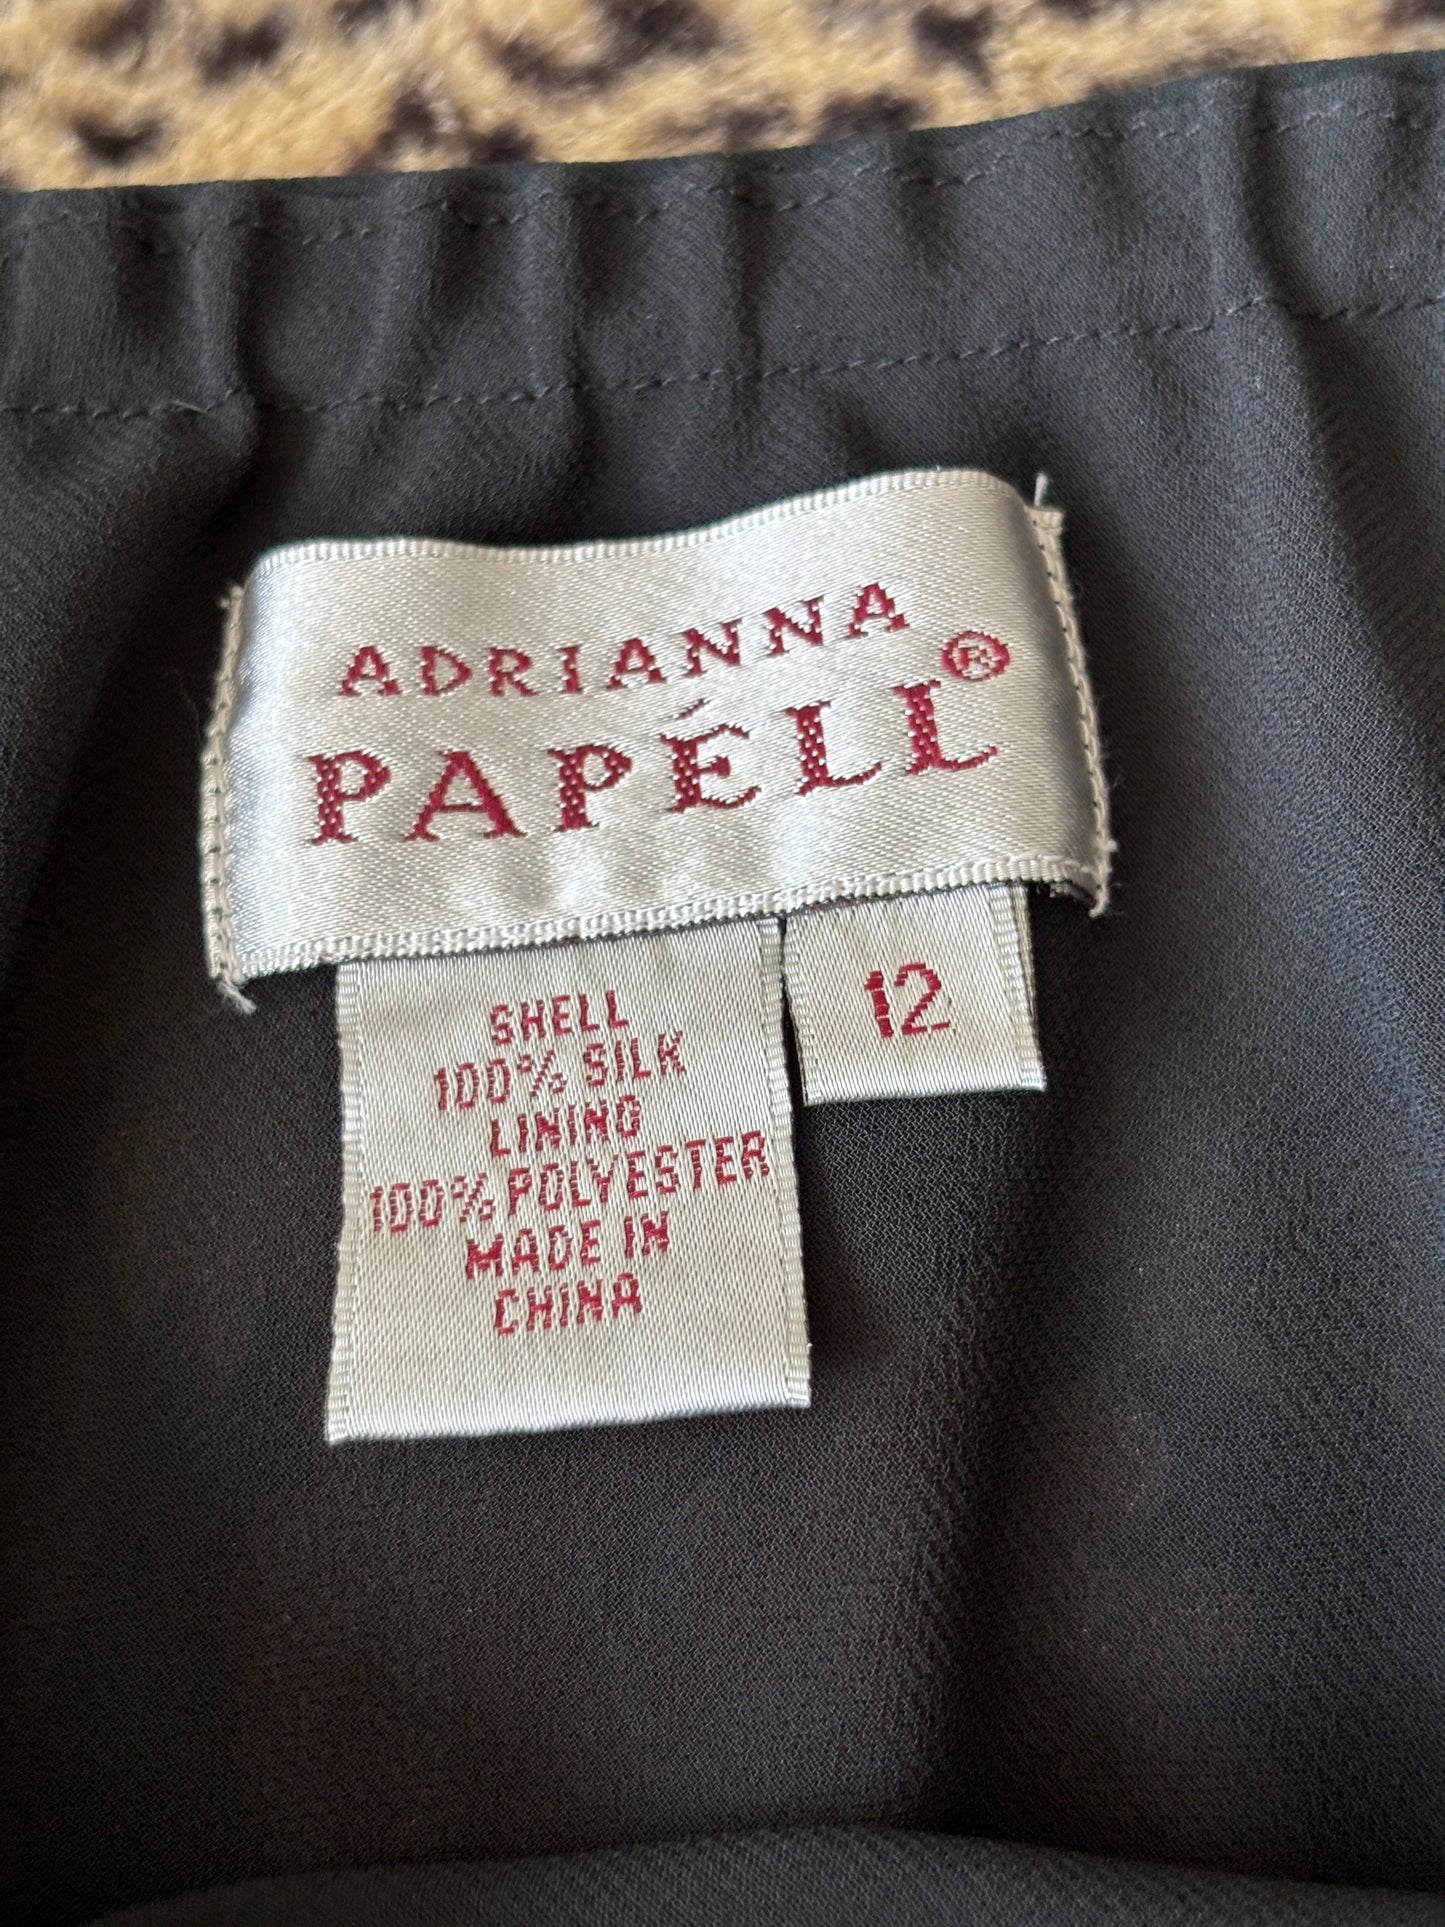 ADRIANNA
PAPÉLL®
SHELL
100% SILK
LINING
100% POLYESTER
MADE IN
CHINA
12